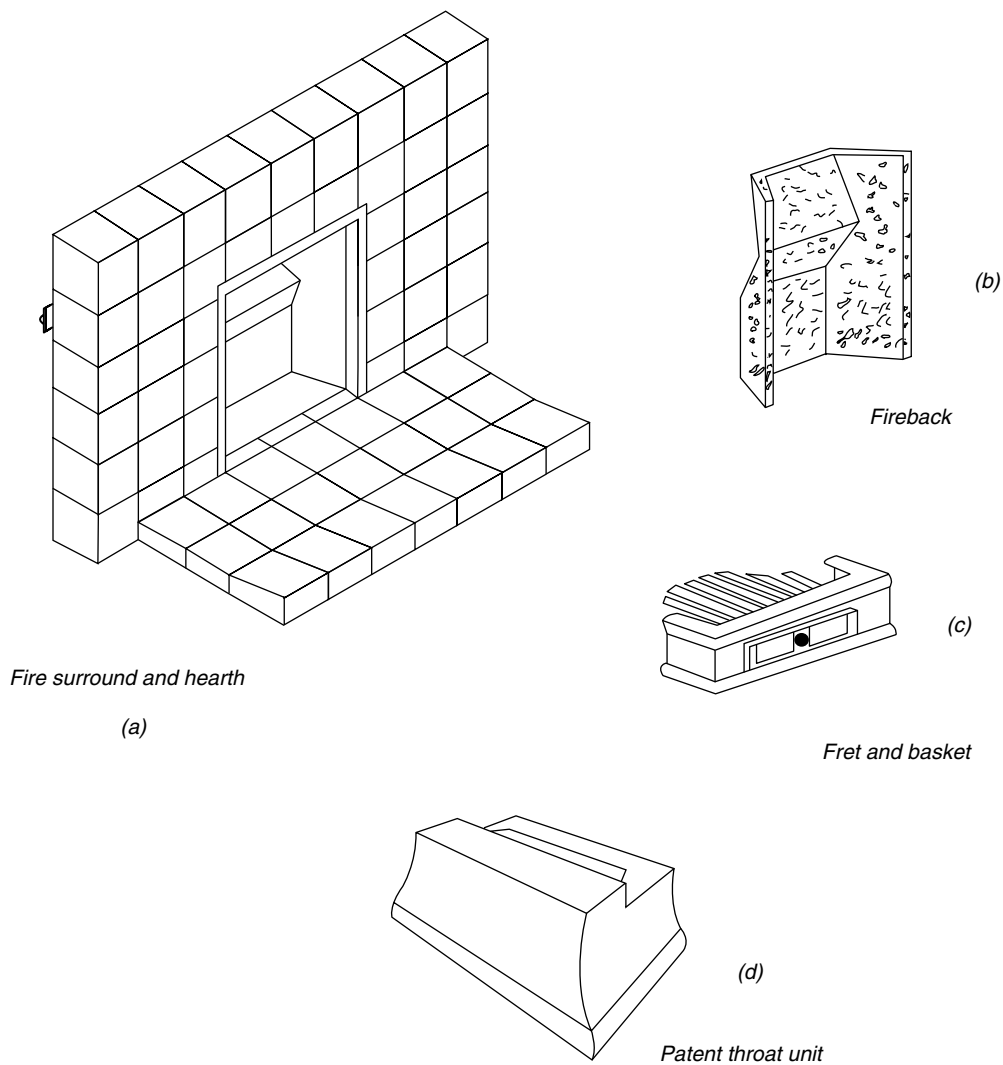 (b)
Fireback
(c)
Fire surround and hearth
(a)
Fret and basket
(d)
Patent throat unit